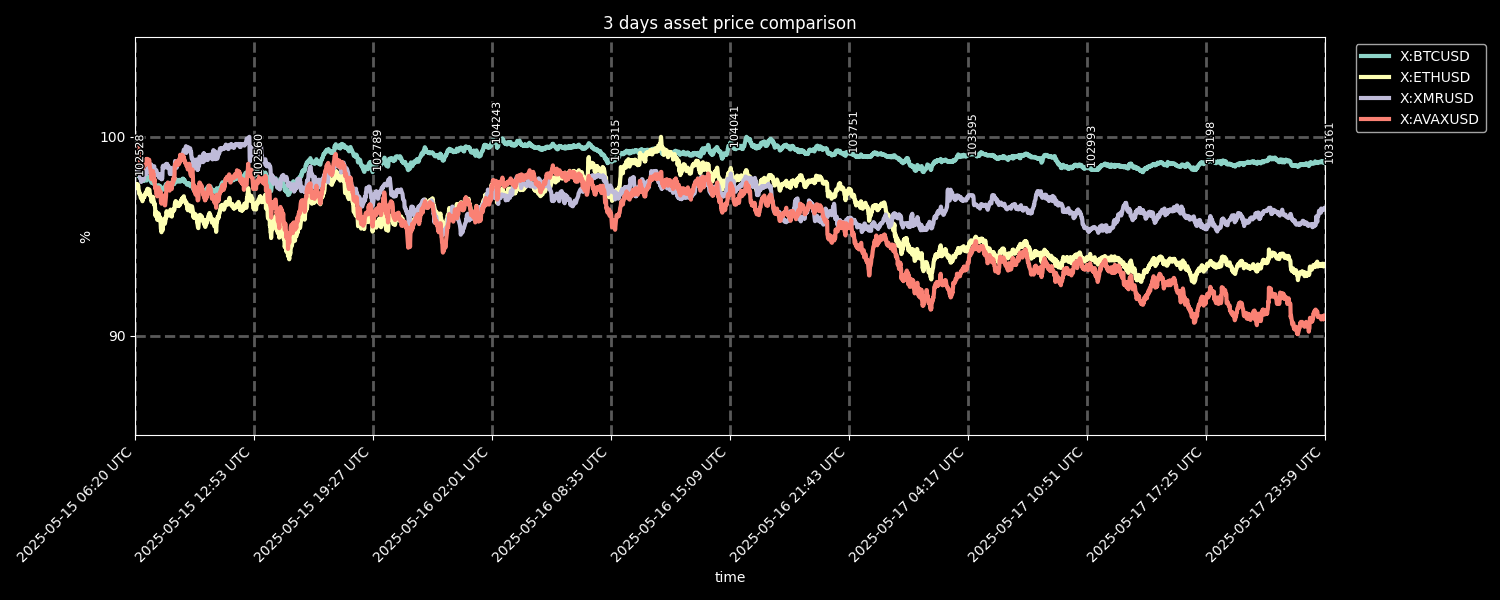 3 days asset price comparison
X:BTCUSD
X:ETHUSD
X:XMRUSD
X:AVAXUSD
100
90
%
102528
102560
102789
104243
103315
104041
103751
103595
102993
103198
103161
2025-05-15 06:20 UTC
2025-05-15 12:53 UTC
2025-05-15 19:27 UTC
2025-05-16 02:01 UTC
2025-05-16 08:35 UTC
2025-05-16 15:09 UTC
2025-05-16 21:43 UTC
2025-05-17 04:17 UTC
2025-05-17 10:51 UTC
2025-05-17 17:25 UTC
2025-05-17 23:59 UTC
time